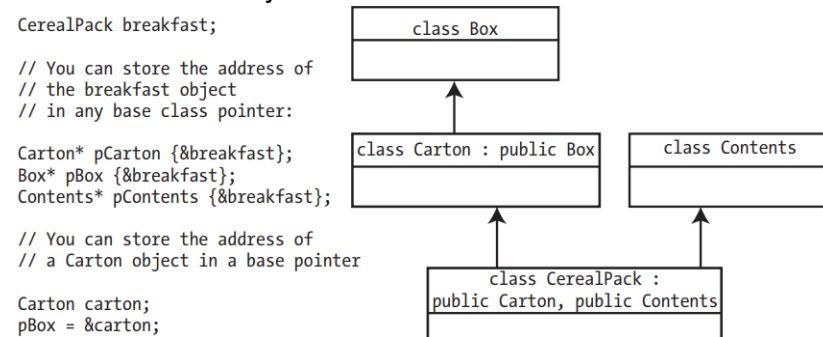 CerealPack breakfast;
// You can store the address of
// the breakfast object
// in any base class pointer:
Carton* pCarton {&breakfast};
Box* pBox {&breakfast};
Contents* pContents {&breakfast};
// You can store the address of
// a Carton object in a base pointer
Carton carton;
pBox = &carton;
class Box
class Carton : public Box
class Contents
class CerealPack :
public Carton, public Contents